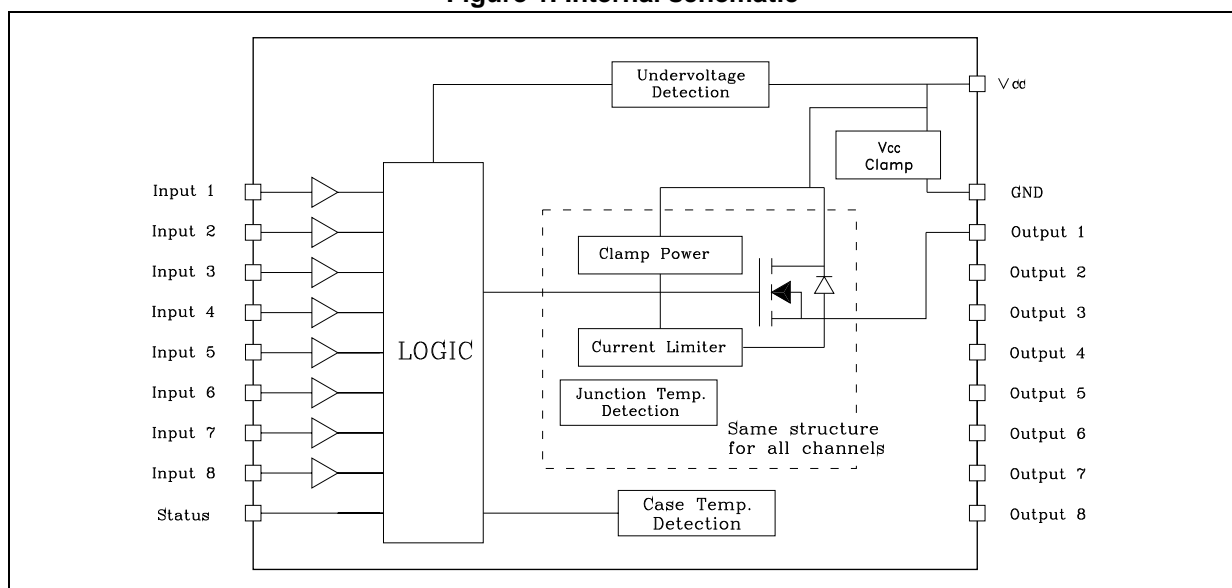 Figure 1. Internal schematic
Undervoltage
Detection
Vcc
Vcc
Clamp
Input 1
GND
Input 2
Output 1
Input 3
Clamp Power
Output 2
Input 4
Output 3
Input 5
LOGIC
Current Limiter
Output 4
Input 6
Junction Temp.
Detection
Output 5
Input 7
Same structure
for all channels
Output 6
Input 8
Output 7
Status
Case Temp.
Detection
Output 8